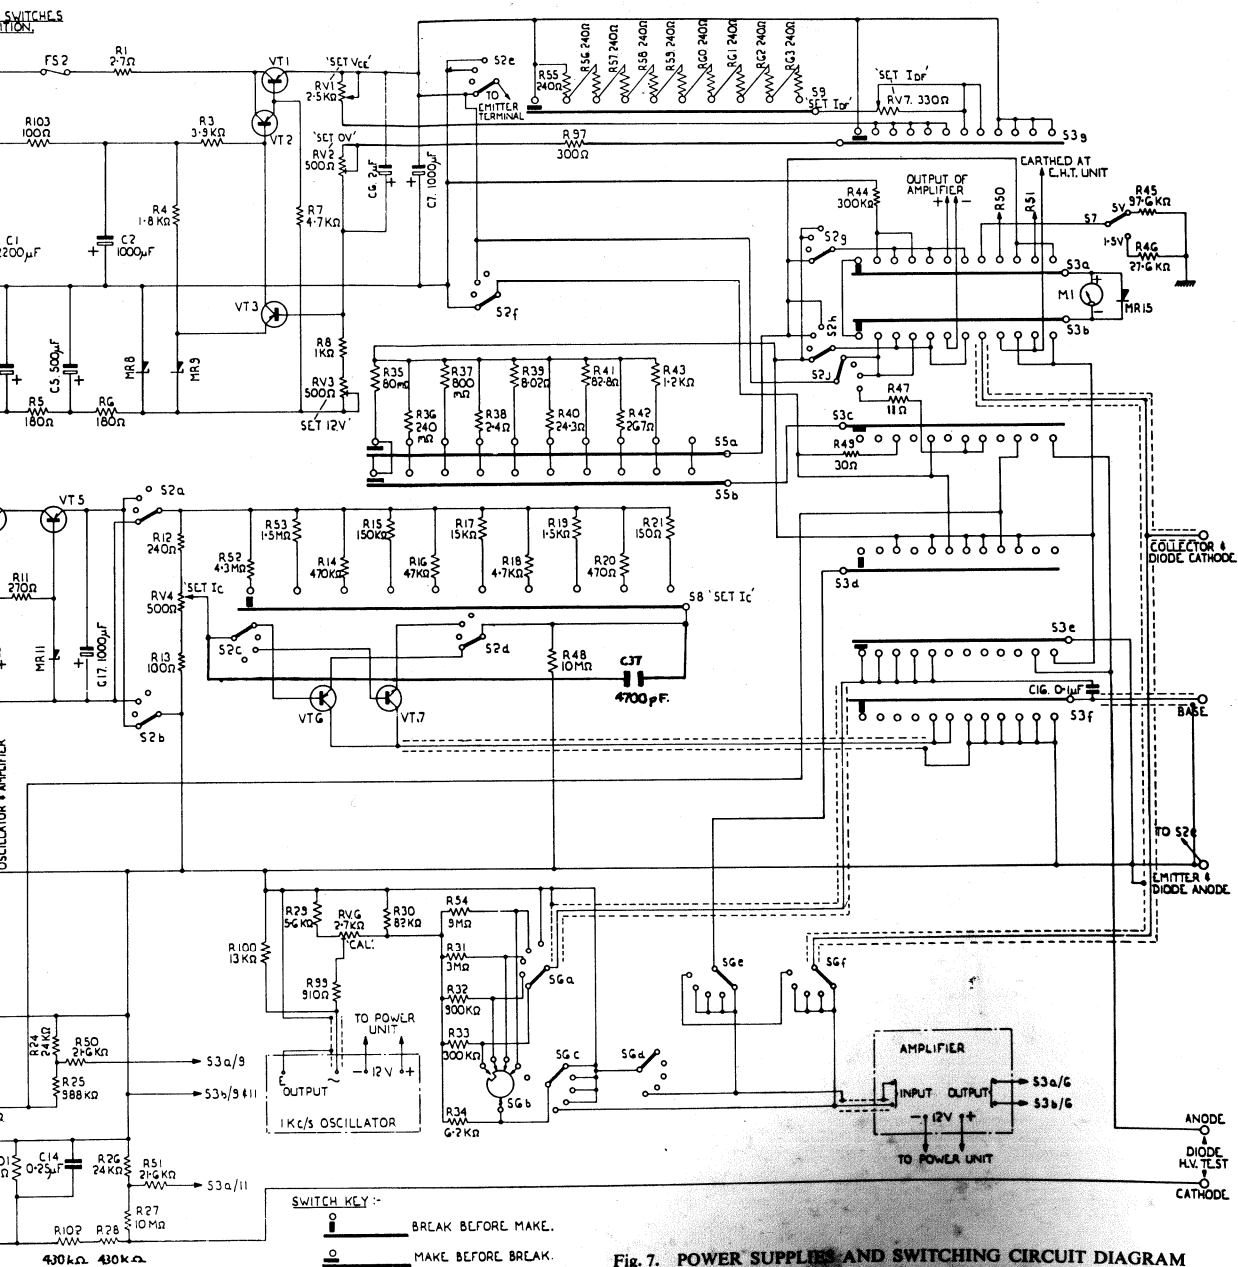 SWITCHES
ITION,
FS2
R1
2·7Ω
VT1
'SET VCE'
RV1
2·5KΩ
S2e
TO
EMITTER
TERMINAL
R55
240Ω
R56 240Ω
R57 240Ω
R58 240Ω
R59 240Ω
R60 240Ω
R61 240Ω
R62 240Ω
R63 240Ω
S9
'SET IDF'
'SET IDF'
RV7. 330Ω
S3g
R103
100Ω
R3
3·9KΩ
VT2
'SET OV'
RV2
500Ω
C6. 2µF
C7. 1000µF
R97
300Ω
R4
1·8KΩ
R7
4·7KΩ
C1
2200µF
C2
1000µF
R44
300KΩ
OUTPUT OF
AMPLIFIER
+ −
R50
R51
EARTHED AT
E.H.T. UNIT
S7
5V
1·5V
R45
97·6KΩ
R46
27·6KΩ
S2g
S3a
M1
+
−
MR15
S3b
S2f
S2h
S2j
VT3
C5. 500µF
MR8
MR9
R8
1KΩ
RV3
500Ω
'SET 12V'
R5
180Ω
R6
180Ω
R35
80mΩ
R36
240
mΩ
R37
800
mΩ
R38
2·4Ω
R39
8·02Ω
R40
24·3Ω
R41
82·8Ω
R42
267Ω
R43
1·2KΩ
S5a
S5b
R47
11Ω
S3c
R49
30Ω
VT5
S2a
R12
240Ω
R11
270Ω
RV4
500Ω
'SET IC
R13
100Ω
MR11
C17. 1000µF
S2b
R52
4·3MΩ
R53
1·5MΩ
R14
470KΩ
R15
150KΩ
R16
47KΩ
R17
15KΩ
R18
4·7KΩ
R19
1·5KΩ
R20
470Ω
R21
150Ω
S8 'SET IC'
S2c
S2d
R48
10MΩ
C37
4700pF.
VT6
VT.7
S3d
S3e
C16. 0·1µF
S3f
COLLECTOR &
DIODE CATHODE
BASE
TO S2e
EMITTER &
DIODE ANODE
OSCILLATOR & AMPLIFIER
R100
13KΩ
R29
5·6KΩ
RV.6
2·7KΩ
'CAL'.
R30
82KΩ
R99
910Ω
R54
9MΩ
R31
3MΩ
R32
900KΩ
R33
300KΩ
R34
6·2KΩ
S6a
S6b
S6c
S6d
S6e
S6f
TO POWER
UNIT
− 12V +
E
OUTPUT
1Kc/s OSCILLATOR
R24
24KΩ
R50
21·6KΩ
S3a/9
R25
988KΩ
S3b/9&11
C14
0·25µF
R26
24KΩ
R51
21·6KΩ
S3a/11
R27
10MΩ
R102
430kΩ
R28
430kΩ
AMPLIFIER
INPUT OUTPUT
S3a/6
S3b/6
− 12V +
TO POWER UNIT
ANODE
DIODE
H.V. TEST
CATHODE
SWITCH KEY :-
BREAK BEFORE MAKE.
MAKE BEFORE BREAK.
Fig. 7. POWER SUPPLIES AND SWITCHING CIRCUIT DIAGRAM